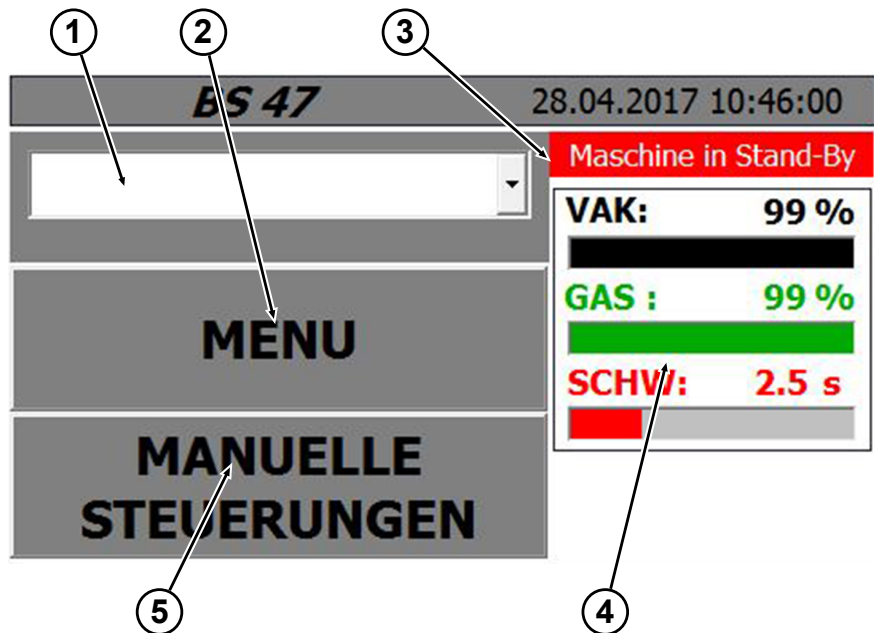 1 2 3
BS 47 28.04.2017 10:46:00
Maschine in Stand-By
VAK: 99 %
GAS : 99 %
SCHW: 2.5 s
MENU
MANUELLE
STEUERUNGEN
5 4